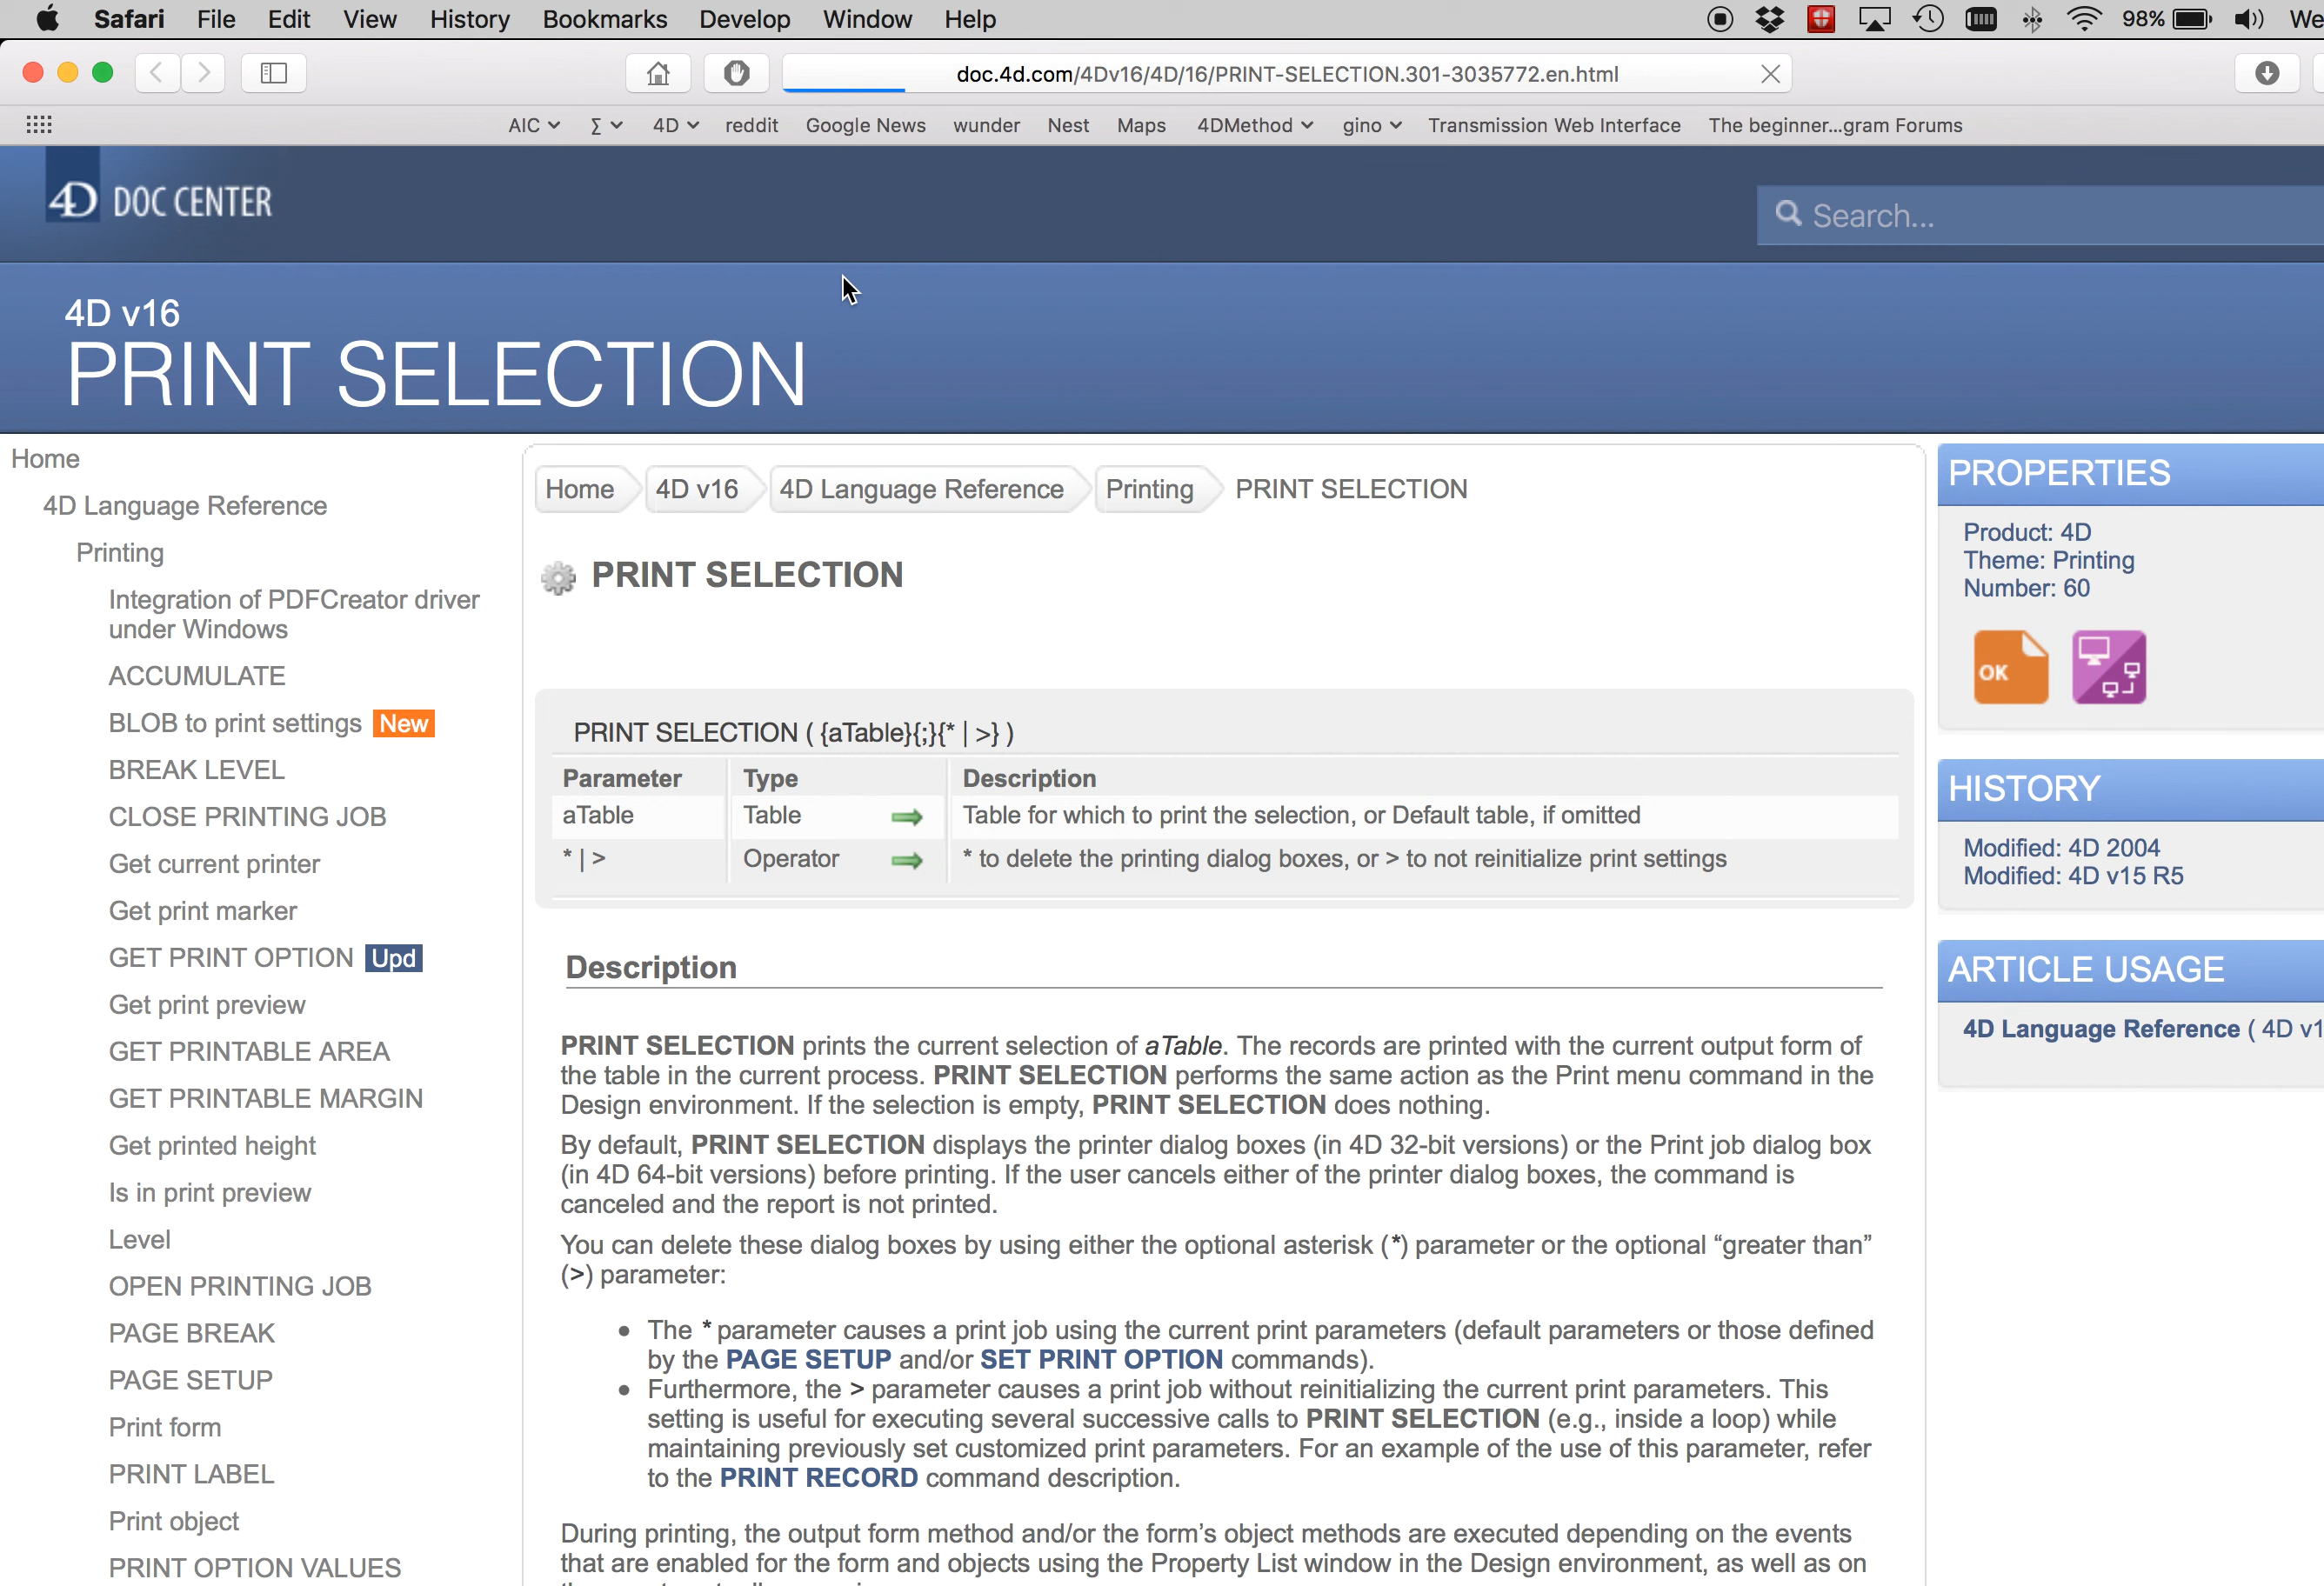 Safari File Edit View History Bookmarks Develop Window Help 98% We
doc.4d.com/4Dv16/4D/16/PRINT-SELECTION.301-3035772.en.html
AIC Σ 4D reddit Google News wunder Nest Maps 4DMethod gino Transmission Web Interface The beginner...gram Forums
4D DOC CENTER
Search...
4D v16
PRINT SELECTION
Home
4D Language Reference
Printing
Integration of PDFCreator driver
under Windows
ACCUMULATE
BLOB to print settings New
BREAK LEVEL
CLOSE PRINTING JOB
Get current printer
Get print marker
GET PRINT OPTION Upd
Get print preview
GET PRINTABLE AREA
GET PRINTABLE MARGIN
Get printed height
Is in print preview
Level
OPEN PRINTING JOB
PAGE BREAK
PAGE SETUP
Print form
PRINT LABEL
Print object
PRINT OPTION VALUES
Home 4D v16 4D Language Reference Printing PRINT SELECTION
PRINT SELECTION
PRINT SELECTION ( {aTable}{;}{* | >} )
Parameter Type Description
aTable Table Table for which to print the selection, or Default table, if omitted
* | > Operator * to delete the printing dialog boxes, or > to not reinitialize print settings
Description
PRINT SELECTION prints the current selection of aTable. The records are printed with the current output form of
the table in the current process. PRINT SELECTION performs the same action as the Print menu command in the
Design environment. If the selection is empty, PRINT SELECTION does nothing.
By default, PRINT SELECTION displays the printer dialog boxes (in 4D 32-bit versions) or the Print job dialog box
(in 4D 64-bit versions) before printing. If the user cancels either of the printer dialog boxes, the command is
canceled and the report is not printed.
You can delete these dialog boxes by using either the optional asterisk (*) parameter or the optional “greater than”
(>) parameter:
• The * parameter causes a print job using the current print parameters (default parameters or those defined
by the PAGE SETUP and/or SET PRINT OPTION commands).
• Furthermore, the > parameter causes a print job without reinitializing the current print parameters. This
setting is useful for executing several successive calls to PRINT SELECTION (e.g., inside a loop) while
maintaining previously set customized print parameters. For an example of the use of this parameter, refer
to the PRINT RECORD command description.
During printing, the output form method and/or the form’s object methods are executed depending on the events
that are enabled for the form and objects using the Property List window in the Design environment, as well as on
PROPERTIES
Product: 4D
Theme: Printing
Number: 60
OK
HISTORY
Modified: 4D 2004
Modified: 4D v15 R5
ARTICLE USAGE
4D Language Reference ( 4D v1